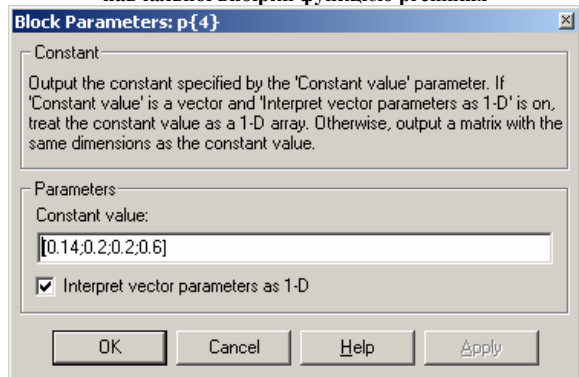 Block Parameters: p{4}
Constant
Output the constant specified by the 'Constant value' parameter. If
'Constant value' is a vector and 'Interpret vector parameters as 1-D' is on,
treat the constant value as a 1-D array. Otherwise, output a matrix with the
same dimensions as the constant value.
Parameters
Constant value:
[0.14;0.2;0.2;0.6]
Interpret vector parameters as 1-D
OK
Cancel
Help
Apply